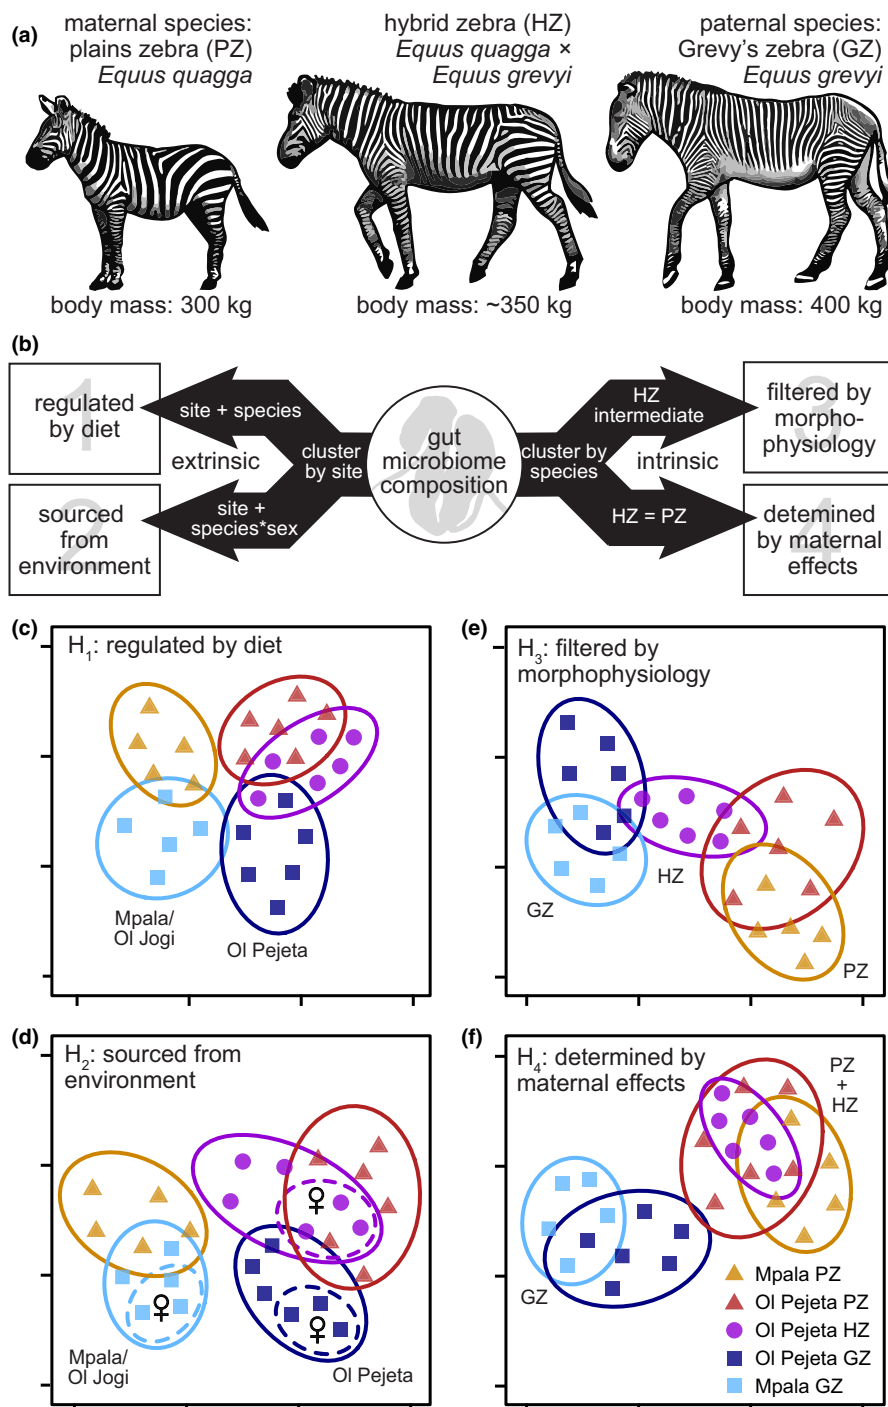 (a)
maternal species:
plains zebra (PZ)
Equus quagga
hybrid zebra (HZ)
Equus quagga ×
Equus grevyi
paternal species:
Grevy's zebra (GZ)
Equus grevyi
body mass: 300 kg
body mass: ~350 kg
body mass: 400 kg
(b)
1
regulated
by diet
site + species
extrinsic
cluster
by site
2
sourced
from
environment
site +
species*sex
gut
microbiome
composition
cluster by
species
HZ
intermediate
intrinsic
HZ = PZ
3
filtered by
morpho-
physiology
4
detemined
by maternal
effects
(c)
H1: regulated by diet
Mpala/
Ol Jogi
Ol Pejeta
(e)
H3: filtered by
morphophysiology
GZ
HZ
PZ
(d)
H2: sourced from
environment
♀
♀
♀
Mpala/
Ol Jogi
Ol Pejeta
(f)
H4: determined by
maternal effects
PZ
+
HZ
GZ
Mpala PZ
Ol Pejeta PZ
Ol Pejeta HZ
Ol Pejeta GZ
Mpala GZ